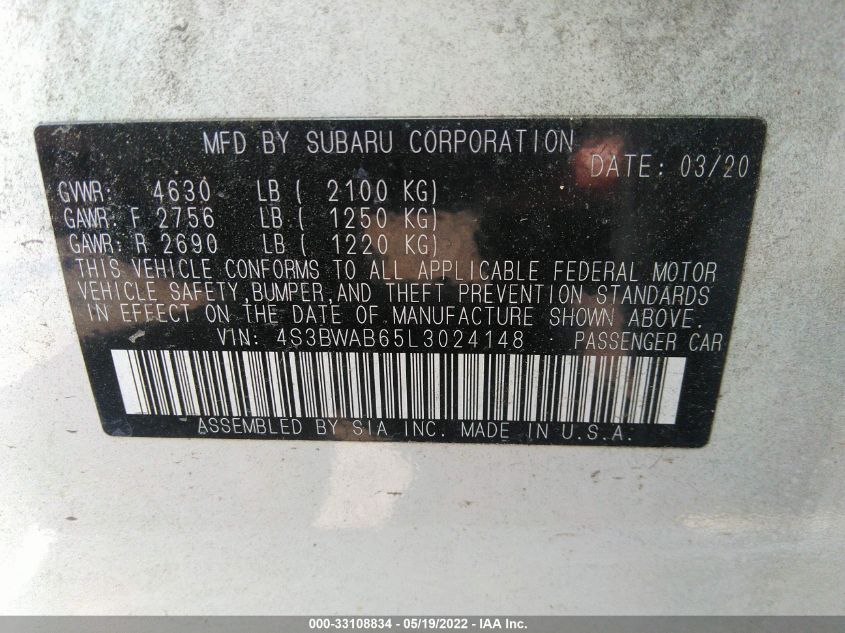 MFD BY SUBARU CORPORATION
DATE: 03/20
GVWR: 4630 LB ( 2100 KG)
GAWR: F 2756 LB ( 1250 KG)
GAWR: R 2690 LB ( 1220 KG)
THIS VEHICLE CONFORMS TO ALL APPLICABLE FEDERAL MOTOR
VEHICLE SAFETY,BUMPER,AND THEFT PREVENTION STANDARDS
IN EFFECT ON THE DATE OF MANUFACTURE SHOWN ABOVE.
VIN: 4S3BWAB65L3024148 PASSENGER CAR
ASSEMBLED BY SIA INC. MADE IN U.S.A.
000-33108834 - 05/19/2022 - IAA Inc.